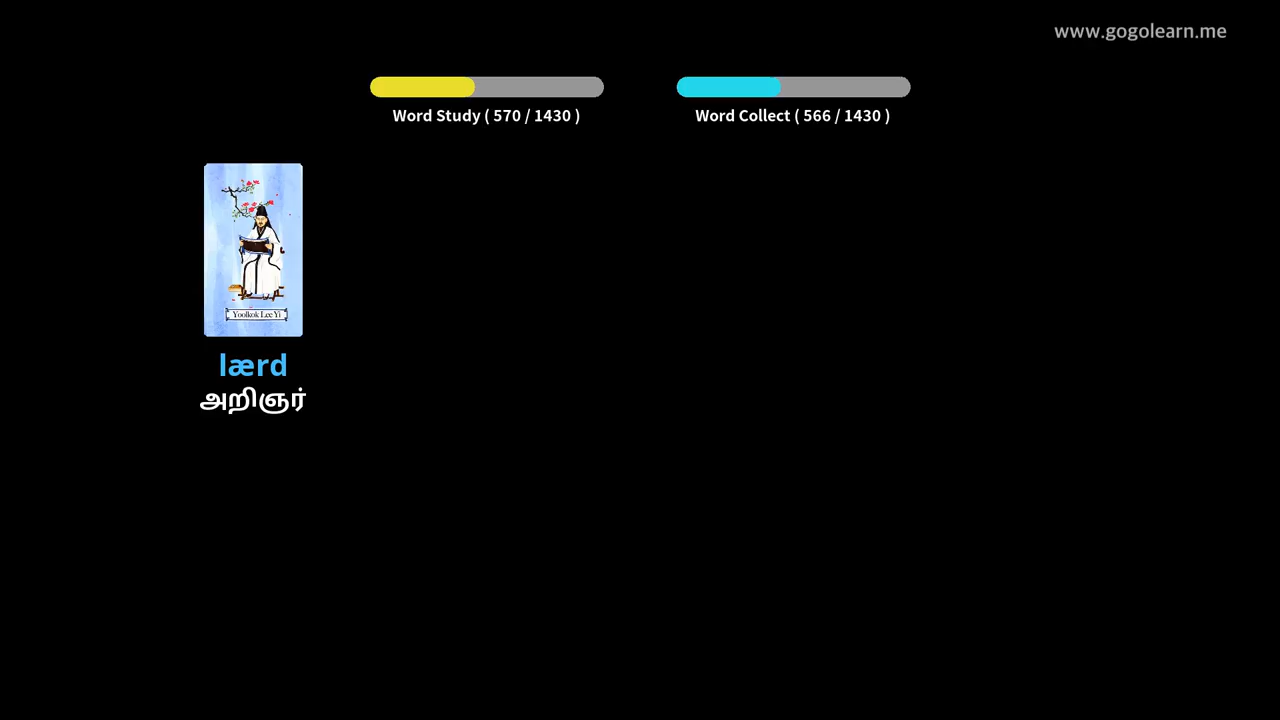 www.gogolearn.me
Word Study ( 570 / 1430 )
Word Collect ( 566 / 1430 )
Yoolkok Lee Yi
lærd
அறிஞர்